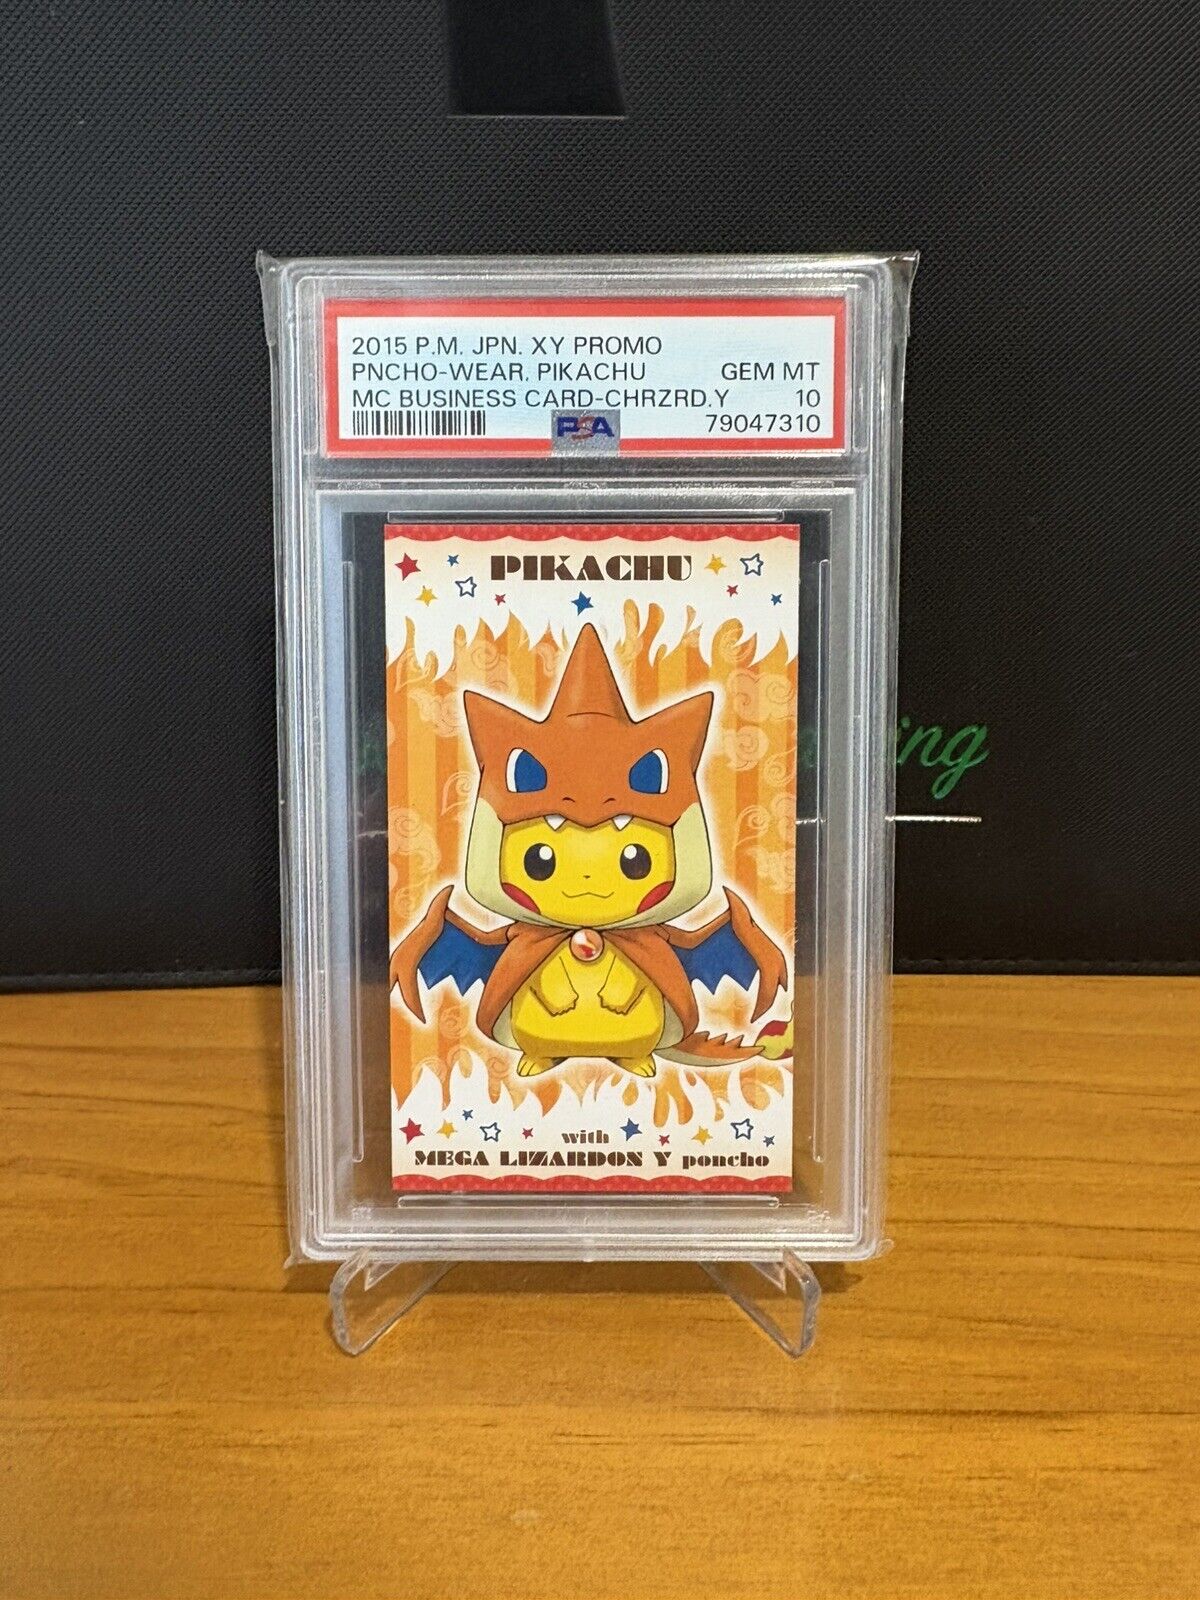 2015 P.M. JPN. XY PROMO
PNCHO-WEAR. PIKACHU GEM MT
MC BUSINESS CARD-CHRZRD.Y 10
PSA 79047310
PIKACHU
ing
with
MEGA LIZARDON Y poncho